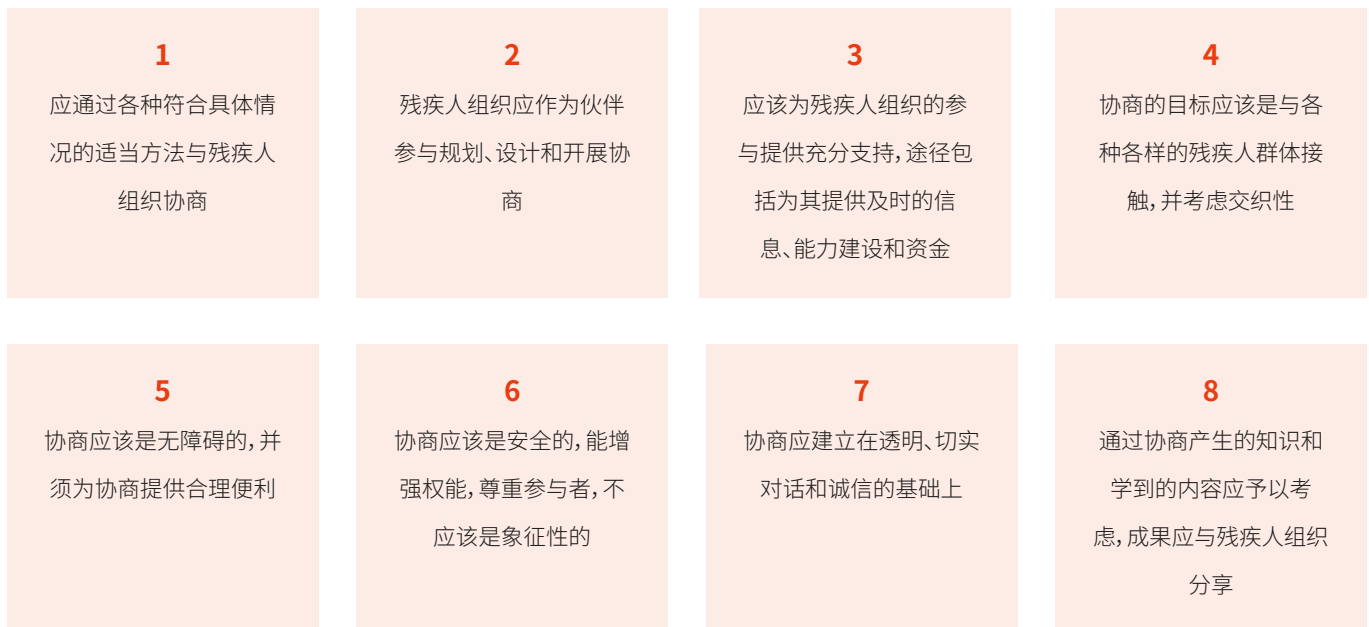 1
应通过各种符合具体情
况的适当方法与残疾人
组织协商
2
残疾人组织应作为伙伴
参与规划、设计和开展协
商
3
应该为残疾人组织的参
与提供充分支持，途径包
括为其提供及时的信
息、能力建设和资金
4
协商的目标应该是与各
种各样的残疾人群体接
触，并考虑交织性
5
协商应该是无障碍的，并
须为协商提供合理便利
6
协商应该是安全的，能增
强权能，尊重参与者，不
应该是象征性的
7
协商应建立在透明、切实
对话和诚信的基础上
8
通过协商产生的知识和
学到的内容应予以考
虑，成果应与残疾人组织
分享